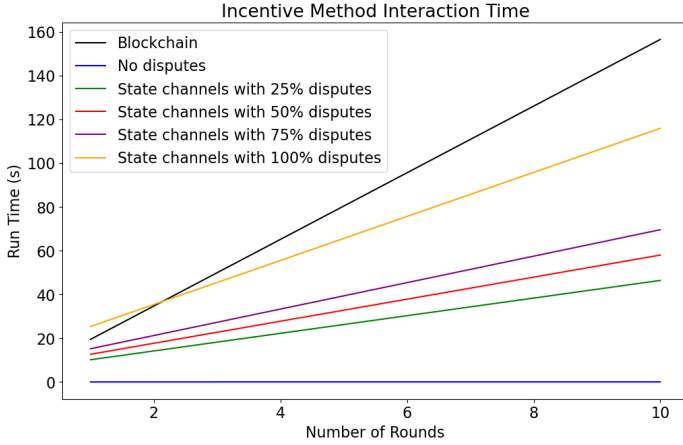 Incentive Method Interaction Time
Blockchain
No disputes
State channels with 25% disputes
State channels with 50% disputes
State channels with 75% disputes
State channels with 100% disputes
Run Time (s)
160
140
120
100
80
60
40
20
0
2
4
6
8
10
Number of Rounds